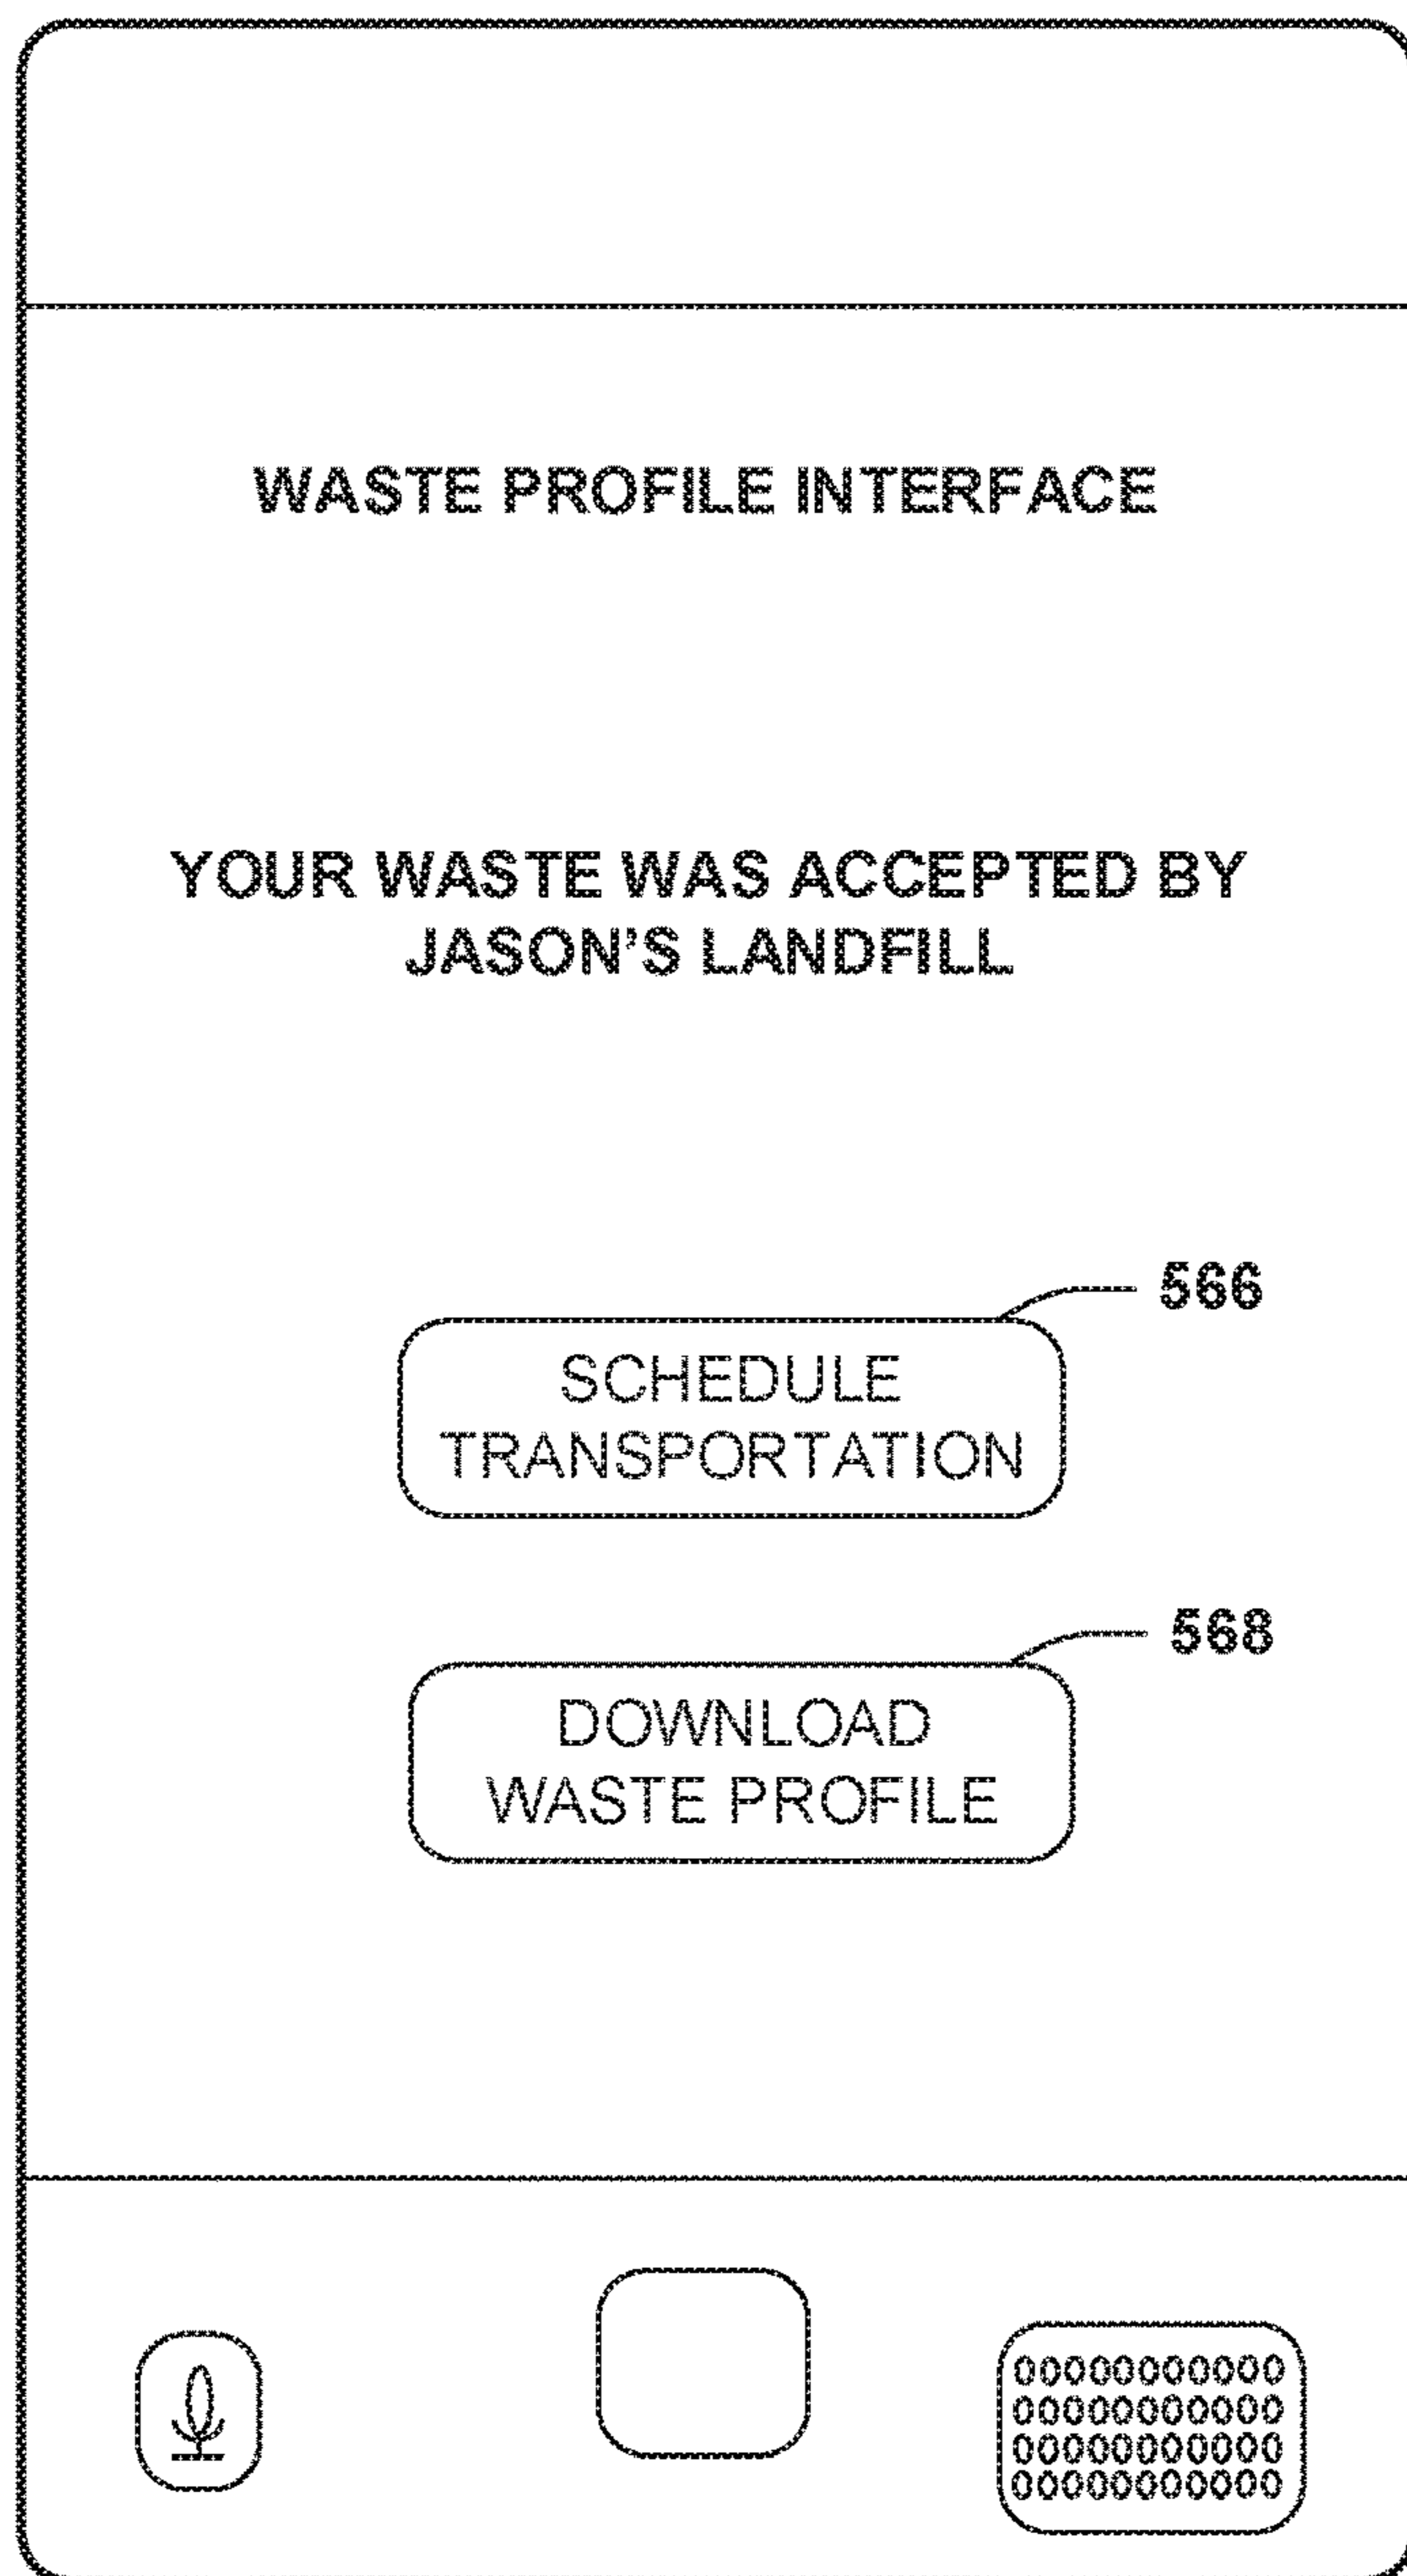 WASTE PROFILE INTERFACE
YOUR WASTE WAS ACCEPTED BY
JASON'S LANDFILL
566
SCHEDULE
TRANSPORTATION
568
DOWNLOAD
WASTE PROFILE